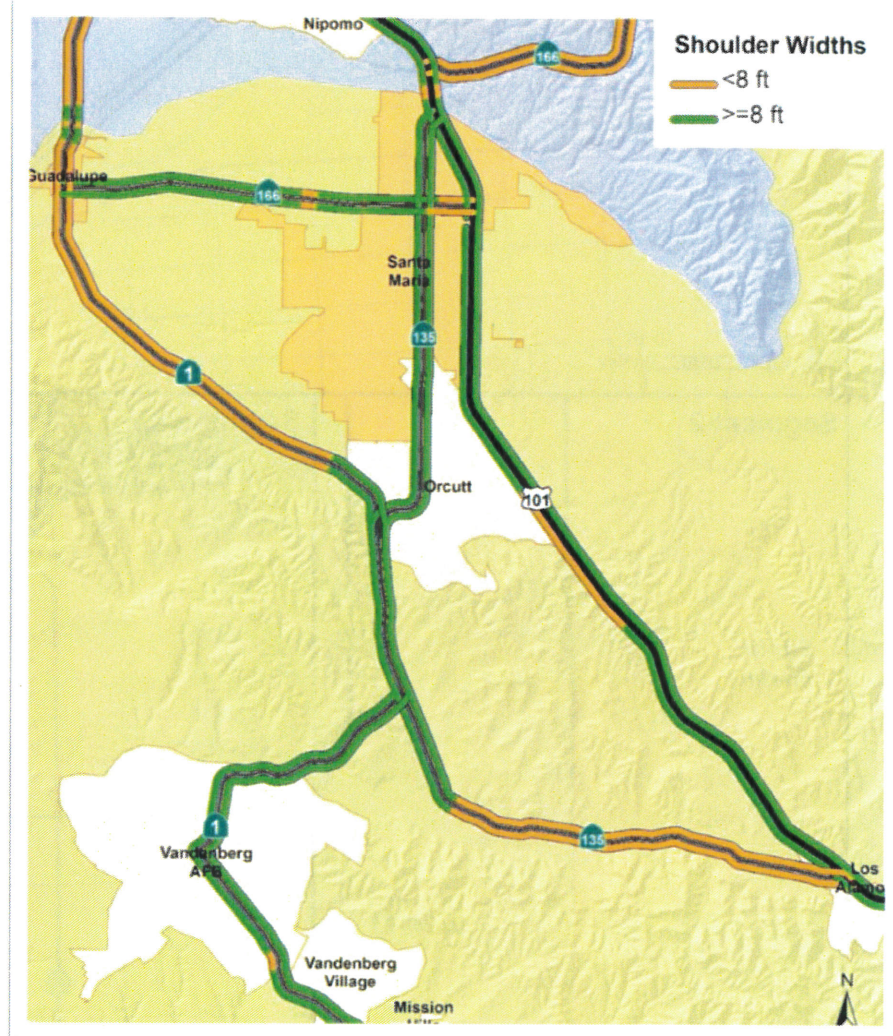 Nipomo
166
Shoulder Widths
<8 ft
>=8 ft
Guadalupe
166
Santa
Maria
135
1
Orcutt
101
1
Vandenberg
AFB
135
Los
Alamo
Vandenberg
Village
N
Mission